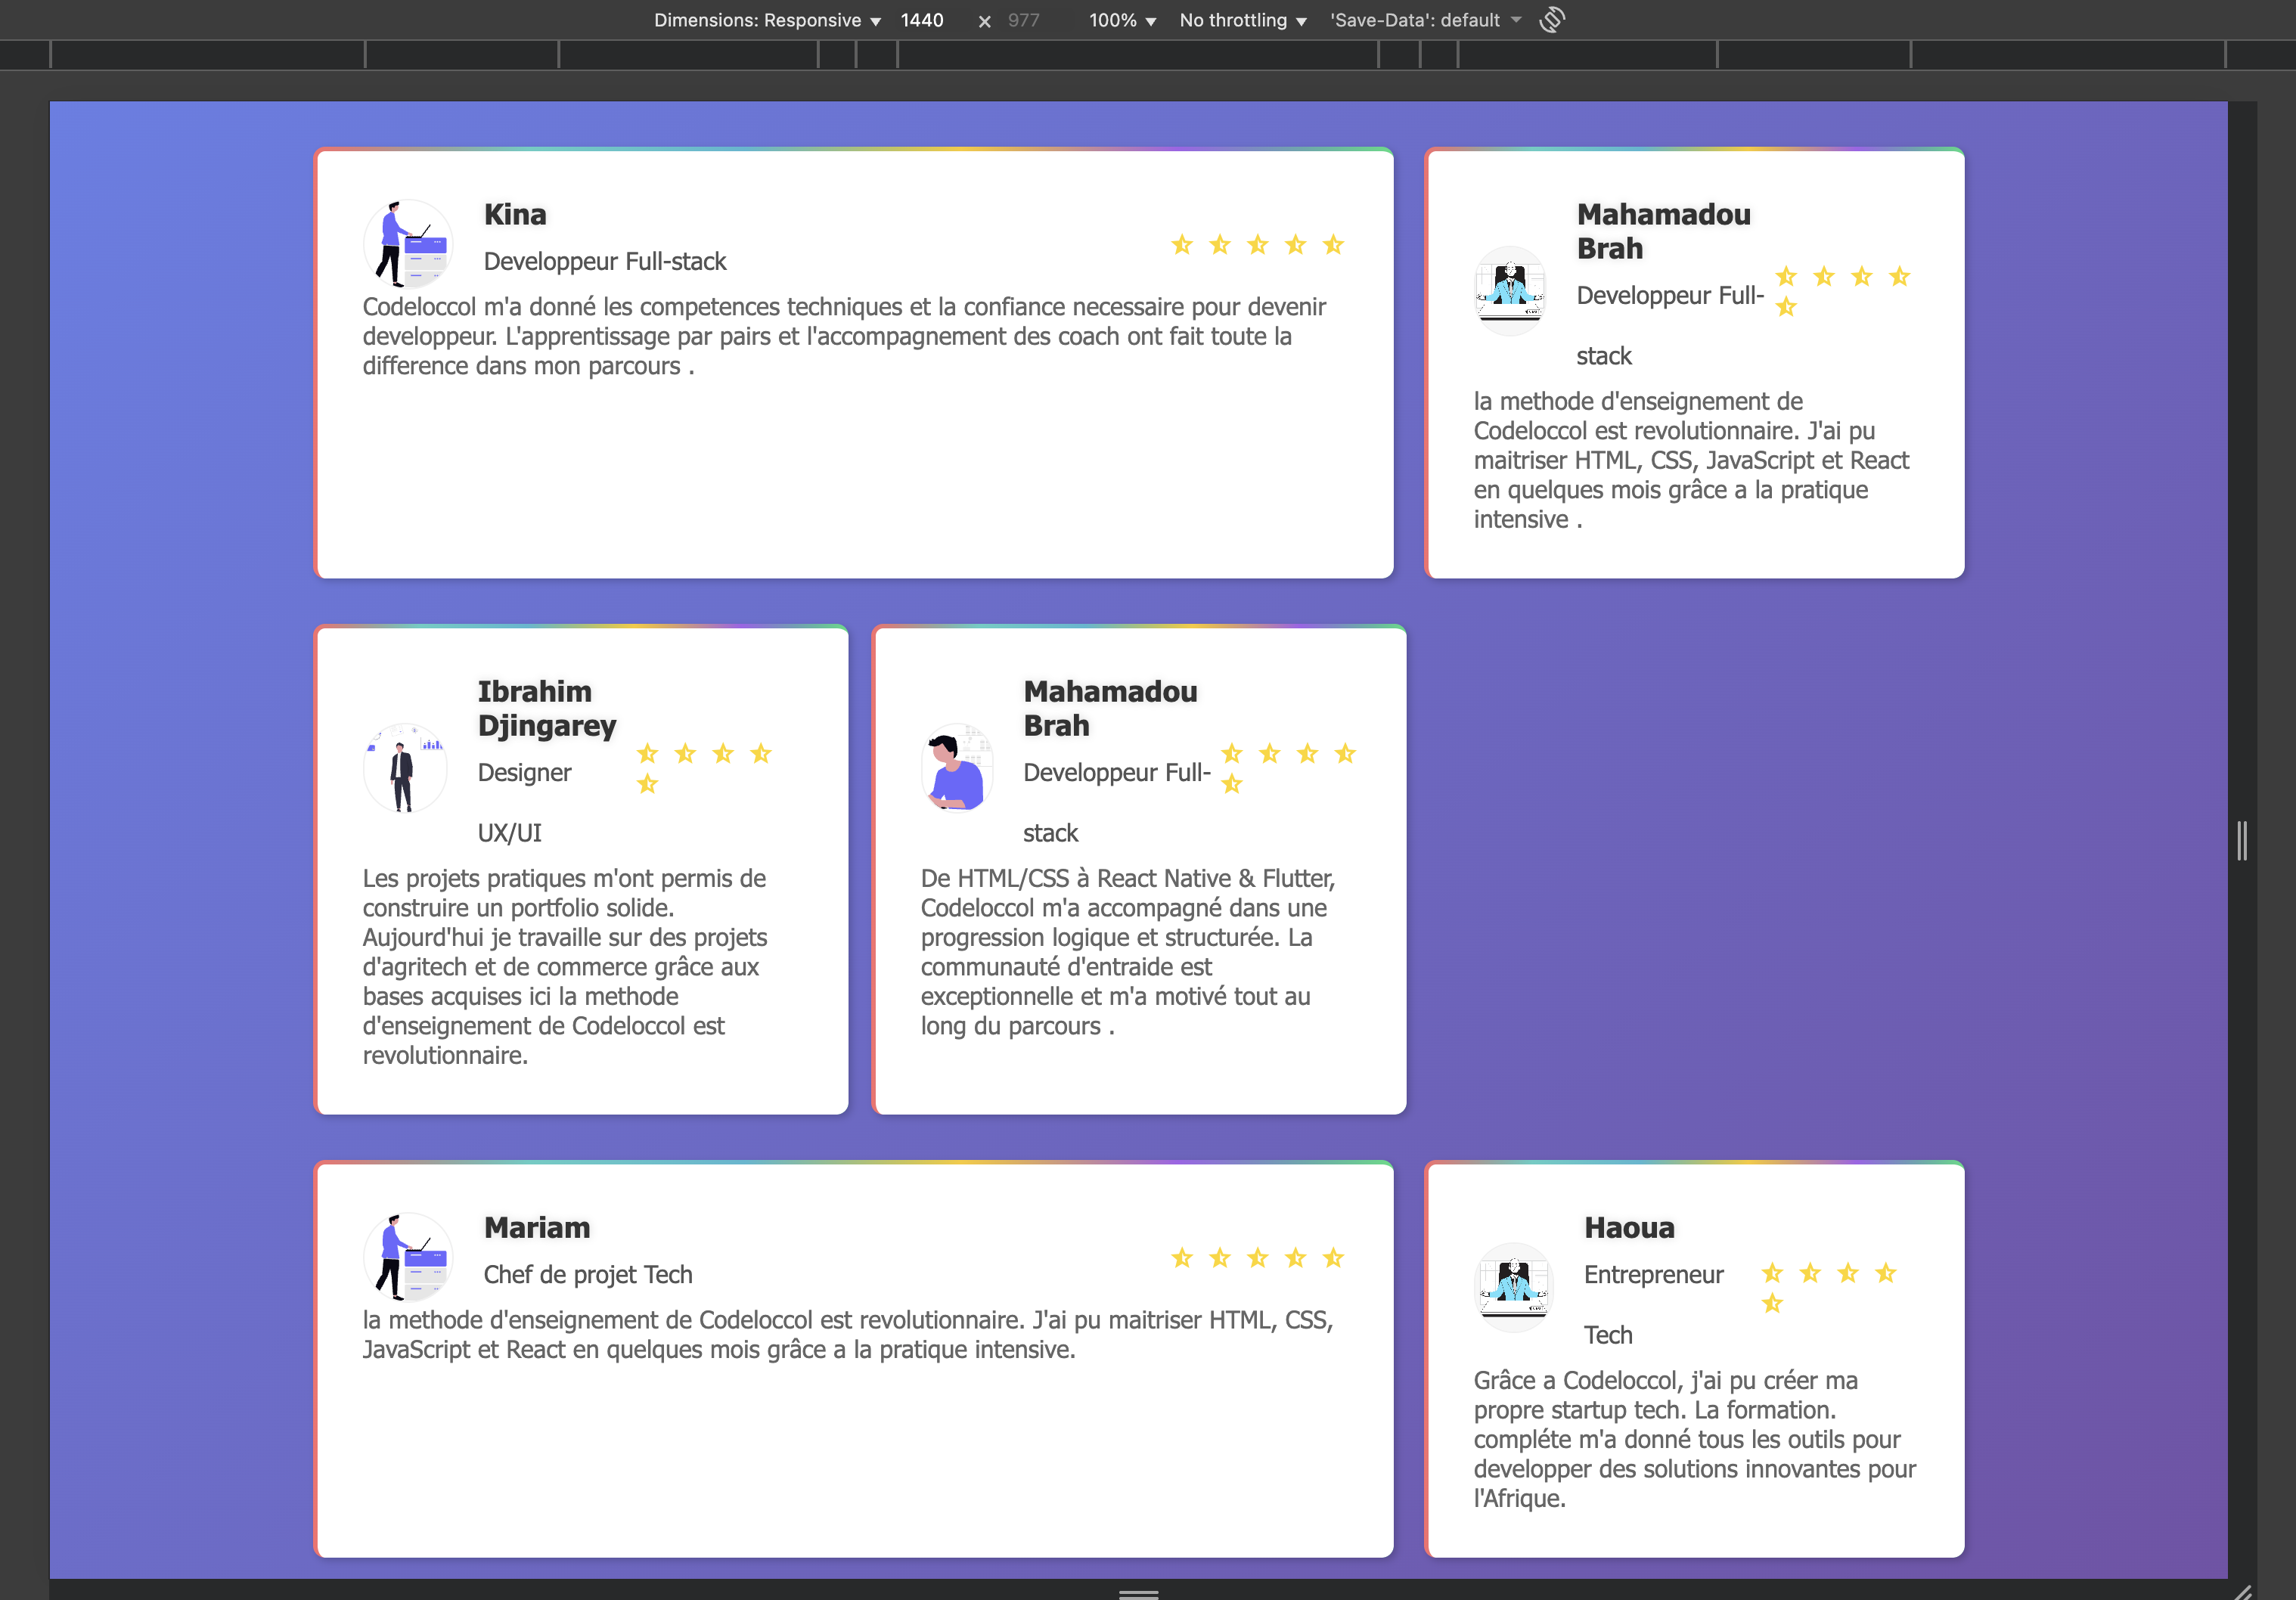 Dimensions: Responsive ▼ 1440 × 977 100% ▼ No throttling ▼ 'Save-Data': default ▼
Kina
Developpeur Full-stack
Codeloccol m'a donné les competences techniques et la confiance necessaire pour devenir
developpeur. L'apprentissage par pairs et l'accompagnement des coach ont fait toute la
difference dans mon parcours .
Mahamadou
Brah
Developpeur Full-
stack
la methode d'enseignement de
Codeloccol est revolutionnaire. J'ai pu
maitriser HTML, CSS, JavaScript et React
en quelques mois grâce a la pratique
intensive .
Ibrahim
Djingarey
Designer
UX/UI
Les projets pratiques m'ont permis de
construire un portfolio solide.
Aujourd'hui je travaille sur des projets
d'agritech et de commerce grâce aux
bases acquises ici la methode
d'enseignement de Codeloccol est
revolutionnaire.
Mahamadou
Brah
Developpeur Full-
stack
De HTML/CSS à React Native & Flutter,
Codeloccol m'a accompagné dans une
progression logique et structurée. La
communauté d'entraide est
exceptionnelle et m'a motivé tout au
long du parcours .
Mariam
Chef de projet Tech
la methode d'enseignement de Codeloccol est revolutionnaire. J'ai pu maitriser HTML, CSS,
JavaScript et React en quelques mois grâce a la pratique intensive.
Haoua
Entrepreneur
Tech
Grâce a Codeloccol, j'ai pu créer ma
propre startup tech. La formation.
compléte m'a donné tous les outils pour
developper des solutions innovantes pour
l'Afrique.